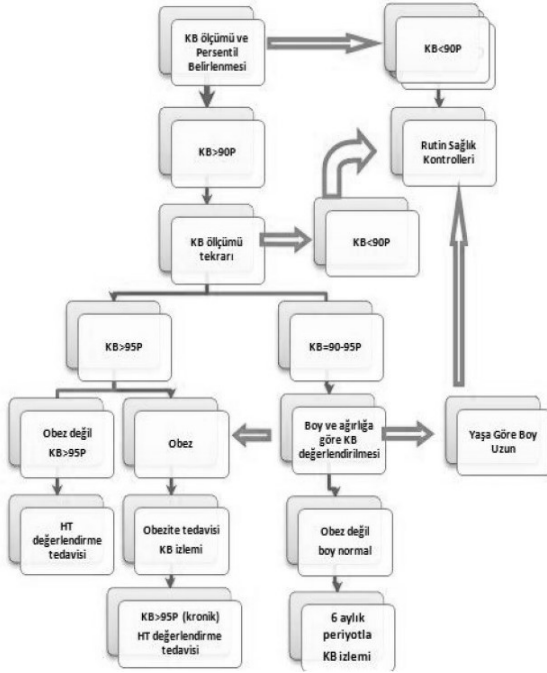 KB ölçümü ve
Persentil
Belirlenmesi
KB<90P
KB>90P
Rutin Sağlık
Kontrolleri
KB öllçümü
tekrarı
KB<90P
KB>95P
KB=90-95P
Obez değil
KB>95P
Obez
Boy ve ağırlığa
göre KB
değerlendirilmesi
Yaşa Göre Boy
Uzun
HT
değerlendirme
tedavisi
Obezite tedavisi
KB izlemi
Obez değil
boy normal
KB>95P (kronik)
HT değerlendirme
tedavisi
6 aylık
periyotla
KB izlemi